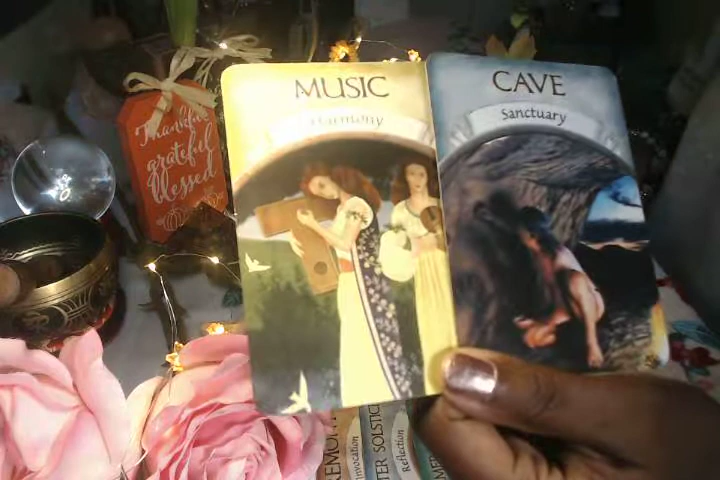 MUSIC
Harmony
CAVE
Sanctuary
Thankful
grateful
blessed
Invocation
TER SOLSTIC
Reflection